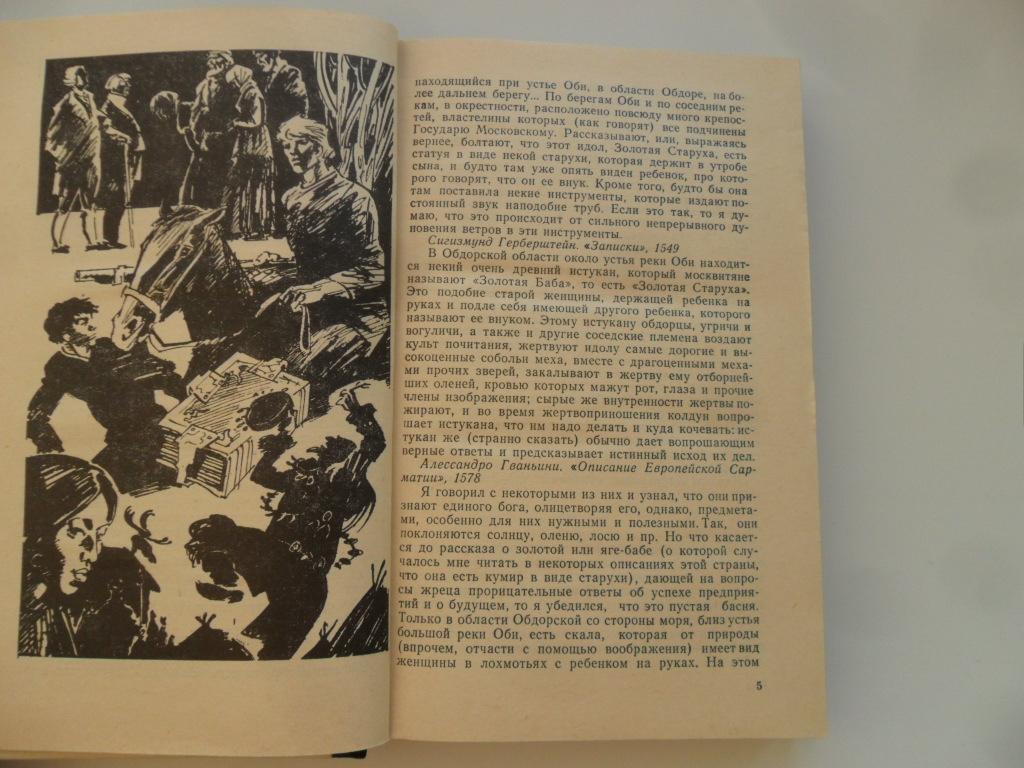 находящийся при устье Оби, в области Обдоре, на бо-
лее дальнем берегу... По берегам Оби и по соседним ре-
кам, в окрестности, расположено повсюду много крепос-
тей, властелины которых (как говорят) все подчинены
Государю Московскому. Рассказывают, или, выражаясь
вернее, болтают, что этот идол, Золотая Старуха, есть
статуя в виде некой старухи, которая держит в утробе
сына, и будто там уже опять виден ребенок, про ко-
торого говорят, что он ее внук. Кроме того, будто бы она
там поставила некие инструменты, которые издают по-
стоянный звук наподобие труб. Если это так, то я ду-
маю, что это происходит от сильного непрерывного ду-
новения ветров в эти инструменты.
Сигизмунд Герберштейн. «Записки», 1549
В Обдорской области около устья реки Оби находит-
ся некий очень древний истукан, который москвитяне
называют «Золотая Баба», то есть «Золотая Старуха».
Это подобие старой женщины, держащей ребенка на
руках и подле себя имеющей другого ребенка, которого
называют ее внуком. Этому истукану обдорцы, угричи и
вогуличи, а также и другие соседские племена воздают
культ почитания, жертвуют идолу самые дорогие и вы-
сокоценные собольи меха, вместе с драгоценными меха-
ми прочих зверей, закалывают в жертву ему отборней-
ших оленей, кровью которых мажут рот, глаза и прочие
члены изображения; сырые же внутренности жертвы по-
жирают, и во время жертвоприношения колдун вопро-
шает истукана, что им надо делать и куда кочевать: ис-
тукан же (странно сказать) обычно дает вопрошающим
верные ответы и предсказывает истинный исход их дел.
Алессандро Гваньини. «Описание Европейской Сар-
матии», 1578
Я говорил с некоторыми из них и узнал, что они при-
знают единого бога, олицетворяя его, однако, предмета-
ми, особенно для них нужными и полезными. Так, они
поклоняются солнцу, оленю, лосю и пр. Но что касает-
ся до рассказа о золотой или яге-бабе (о которой слу-
чалось мне читать в некоторых описаниях этой страны,
что она есть кумир в виде старухи), дающей на вопро-
сы жреца прорицательные ответы об успехе предприя-
тий и о будущем, то я убедился, что это пустая басня.
Только в области Обдорской со стороны моря, близ устья
большой реки Оби, есть скала, которая от природы
(впрочем, отчасти с помощью воображения) имеет вид
женщины в лохмотьях с ребенком на руках. На этом
5